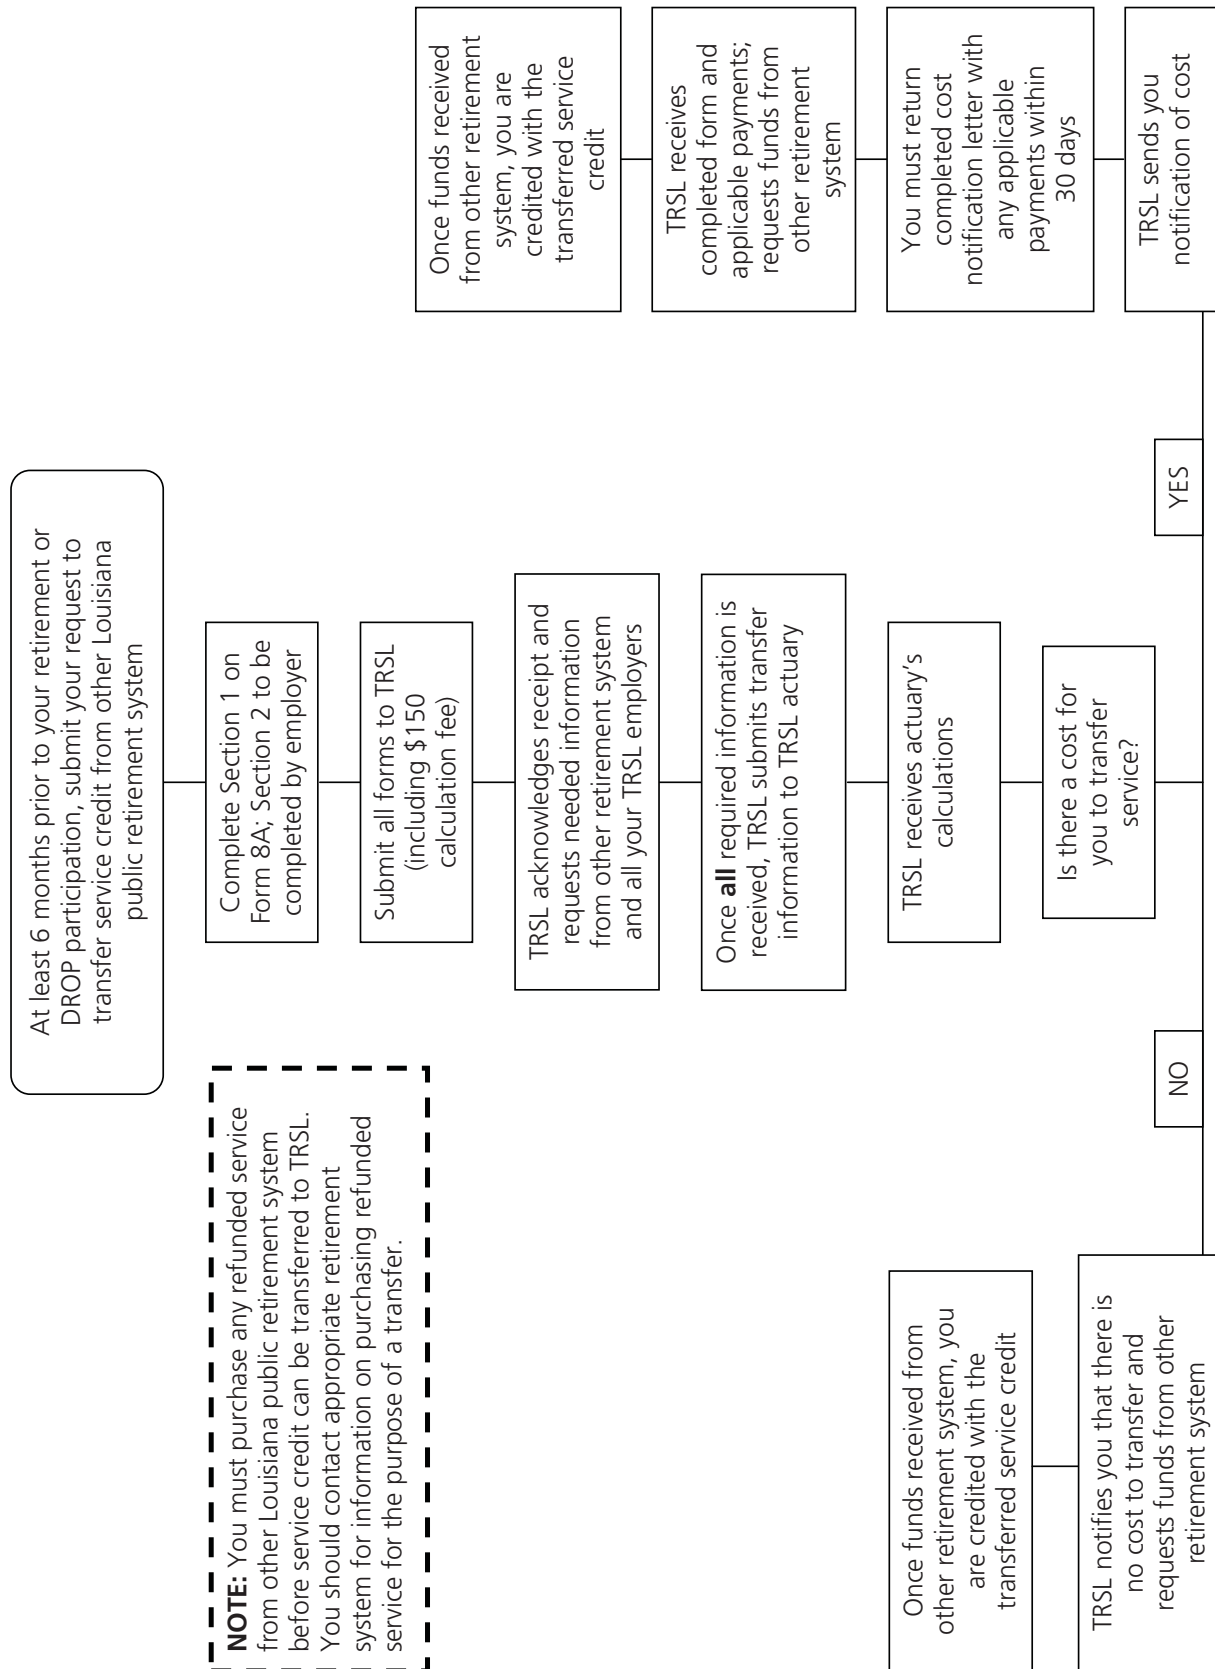 At least 6 months prior to your retirement or
DROP participation, submit your request to
transfer service credit from other Louisiana
public retirement system
NOTE: You must purchase any refunded service
from other Louisiana public retirement system
before service credit can be transferred to TRSL.
You should contact appropriate retirement
system for information on purchasing refunded
service for the purpose of a transfer.
Complete Section 1 on
Form 8A; Section 2 to be
completed by employer
Submit all forms to TRSL
(including $150
calculation fee)
TRSL acknowledges receipt and
requests needed information
from other retirement system
and all your TRSL employers
Once all required information is
received, TRSL submits transfer
information to TRSL actuary
TRSL receives actuary's
calculations
Is there a cost for
you to transfer
service?
NO
TRSL notifies you that there is
no cost to transfer and
requests funds from other
retirement system
Once funds received from
other retirement system, you
are credited with the
transferred service credit
YES
TRSL sends you
notification of cost
You must return
completed cost
notification letter with
any applicable
payments within
30 days
TRSL receives
completed form and
applicable payments;
requests funds from
other retirement
system
Once funds received
from other retirement
system, you are
credited with the
transferred service
credit